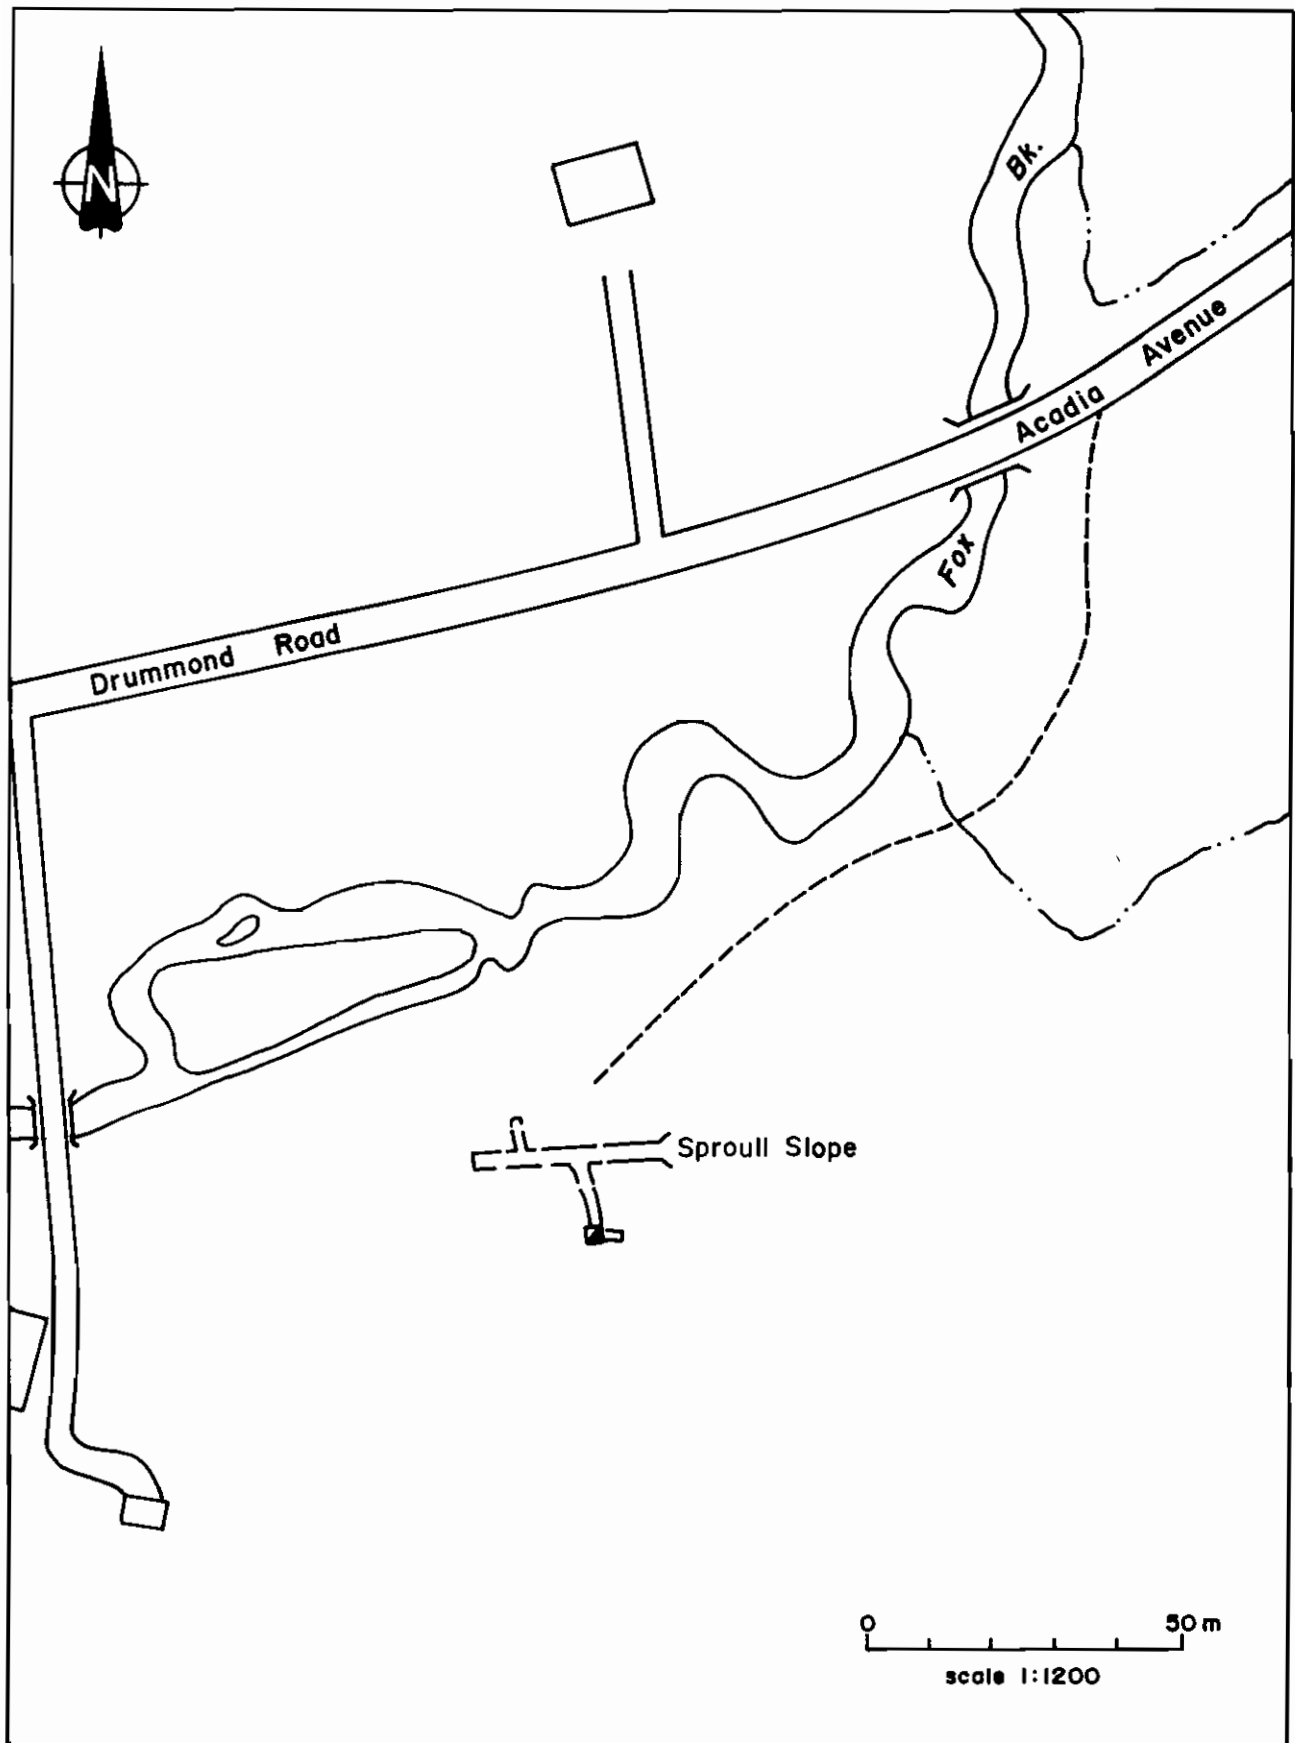 N
Bk.
Acadia Avenue
Fox
Drummond Road
Sproull Slope
0 50 m
scale 1:1200